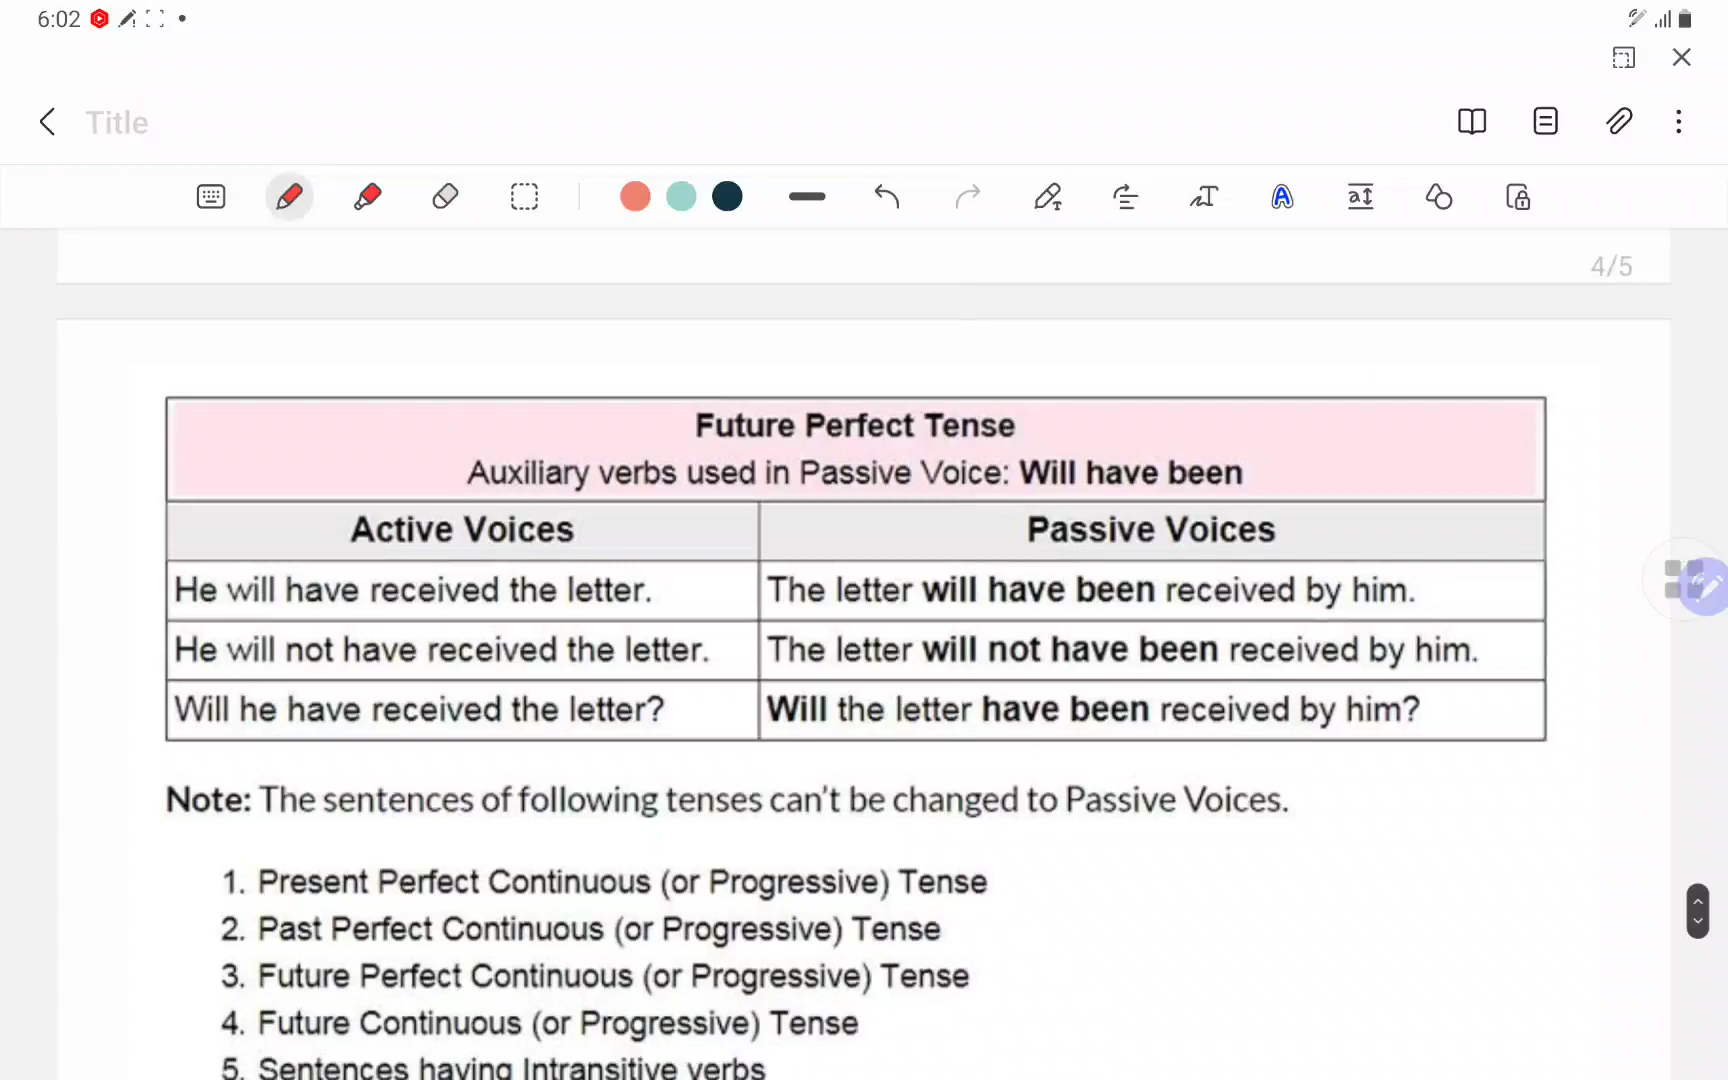 6:02
Title
4/5
Future Perfect Tense
Auxiliary verbs used in Passive Voice: Will have been
Active Voices
Passive Voices
He will have received the letter.
The letter will have been received by him.
He will not have received the letter.
The letter will not have been received by him.
Will he have received the letter?
Will the letter have been received by him?
Note: The sentences of following tenses can't be changed to Passive Voices.
1. Present Perfect Continuous (or Progressive) Tense
2. Past Perfect Continuous (or Progressive) Tense
3. Future Perfect Continuous (or Progressive) Tense
4. Future Continuous (or Progressive) Tense
5. Sentences having Intransitive verbs